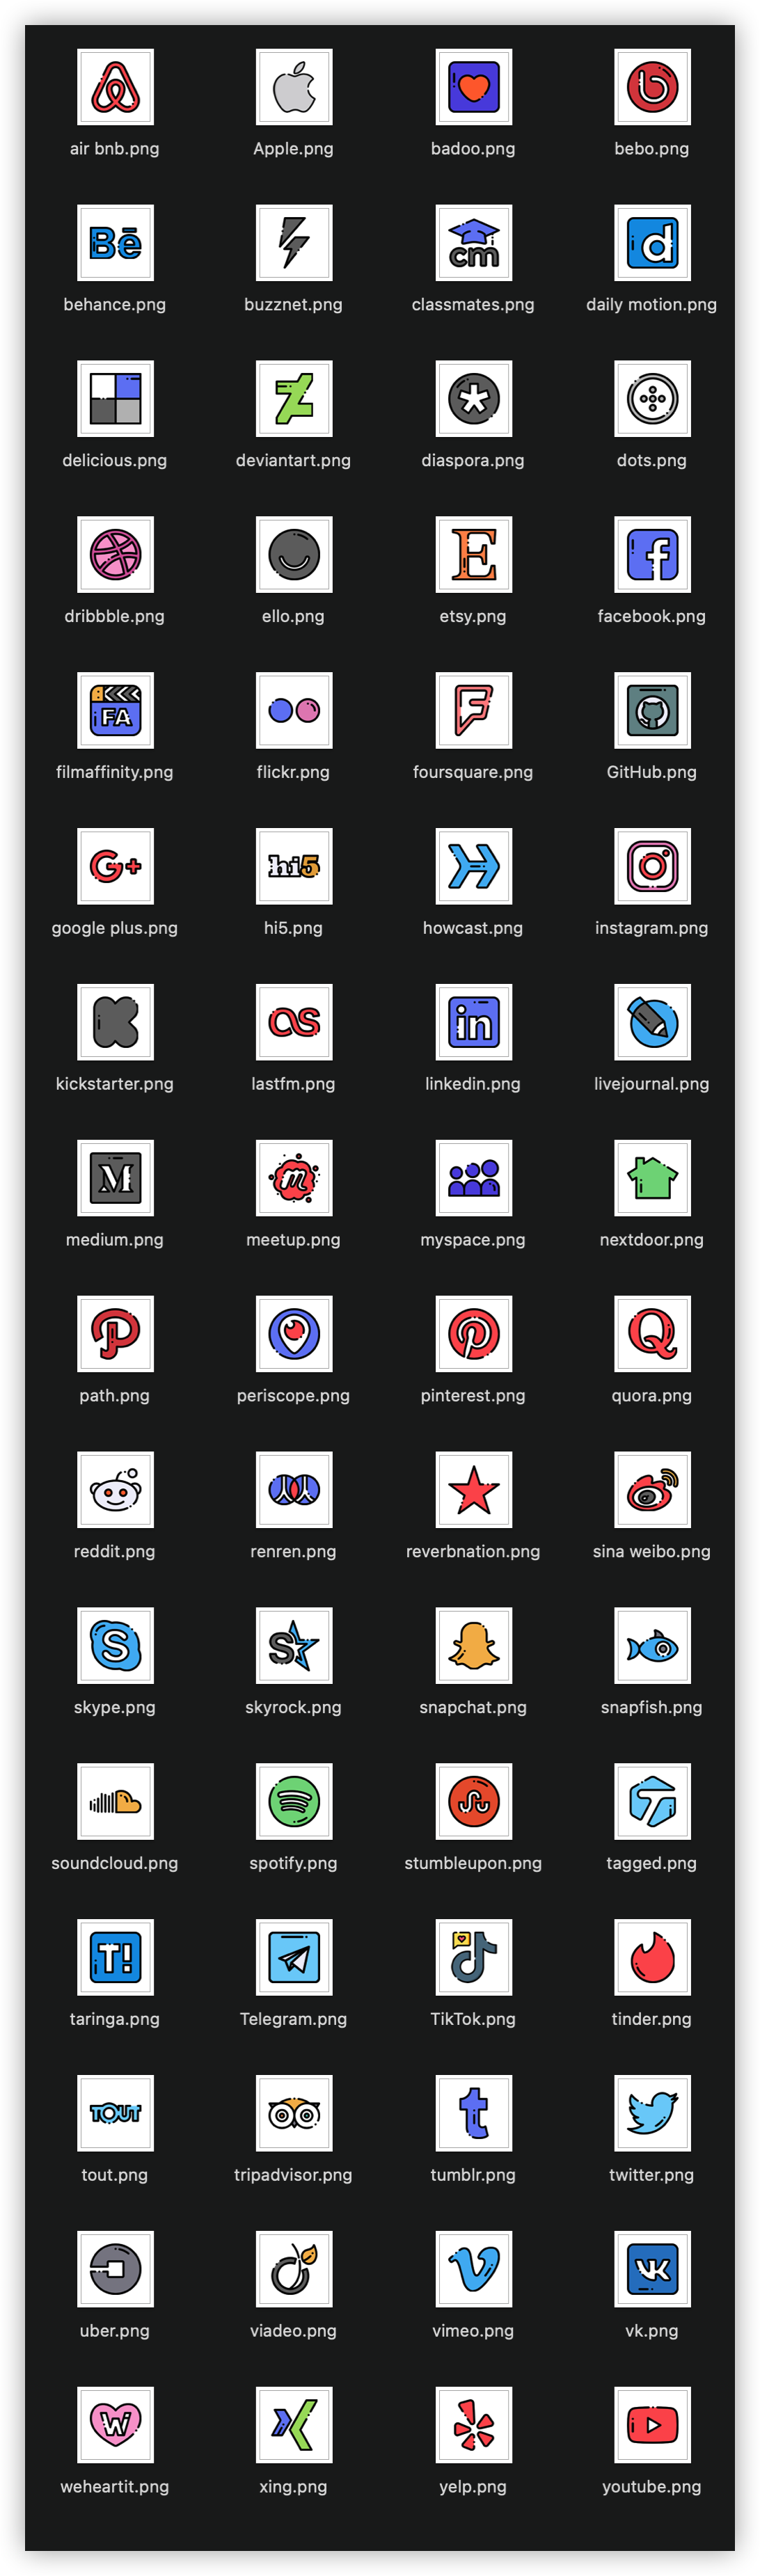 air bnb.png Apple.png badoo.png bebo.png
Bē cm d
behance.png buzznet.png classmates.png daily motion.png
delicious.png deviantart.png diaspora.png dots.png
E f
dribbble.png ello.png etsy.png facebook.png
FA F
filmaffinity.png flickr.png foursquare.png GitHub.png
G+ hi5
google plus.png hi5.png howcast.png instagram.png
K as in
kickstarter.png lastfm.png linkedin.png livejournal.png
M m
medium.png meetup.png myspace.png nextdoor.png
P Q
path.png periscope.png pinterest.png quora.png
reddit.png renren.png reverbnation.png sina weibo.png
S S
skype.png skyrock.png snapchat.png snapfish.png
T
soundcloud.png spotify.png stumbleupon.png tagged.png
T!
taringa.png Telegram.png TikTok.png tinder.png
TOUT t
tout.png tripadvisor.png tumblr.png twitter.png
V VK
uber.png viadeo.png vimeo.png vk.png
Wi
weheartit.png xing.png yelp.png youtube.png